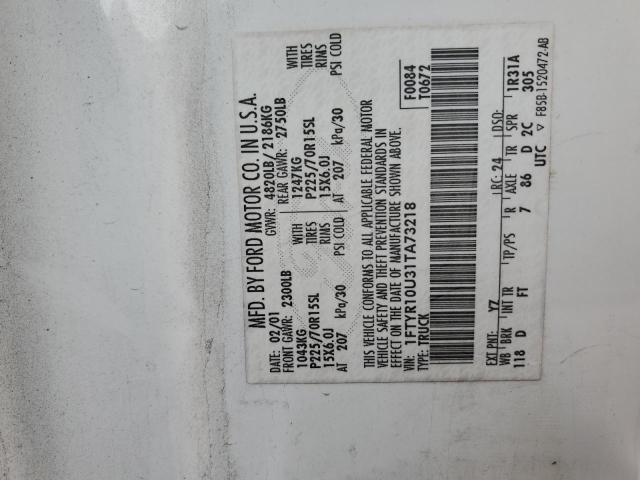 MFD. BY FORD MOTOR CO. IN U.S.A.
DATE: 02/01 GVWR: 4820LB/2186KG
FRONT GAWR: 2300LB REAR GAWR: 2750LB
1043KG WITH 1247KG WITH
P225/70R15SL TIRES P225/70R15SL TIRES
15X6.0J RIMS 15X6.0J RIMS
AT 207 kPa/30 PSI COLD AT 207 kPa/30 PSI COLD
THIS VEHICLE CONFORMS TO ALL APPLICABLE FEDERAL MOTOR
VEHICLE SAFETY AND THEFT PREVENTION STANDARDS IN
EFFECT ON THE DATE OF MANUFACTURE SHOWN ABOVE.
VIN: 1FTYR10U31TA73218 F0084
TYPE: TRUCK T0672
EXT PNT: YZ RC: 24 DSO:
WB BRK INT TR TP/PS R AXLE TR SPR 1R31A
118 D FT 7 86 D 2C 305
UTC ▽ F85B-1520472-AB